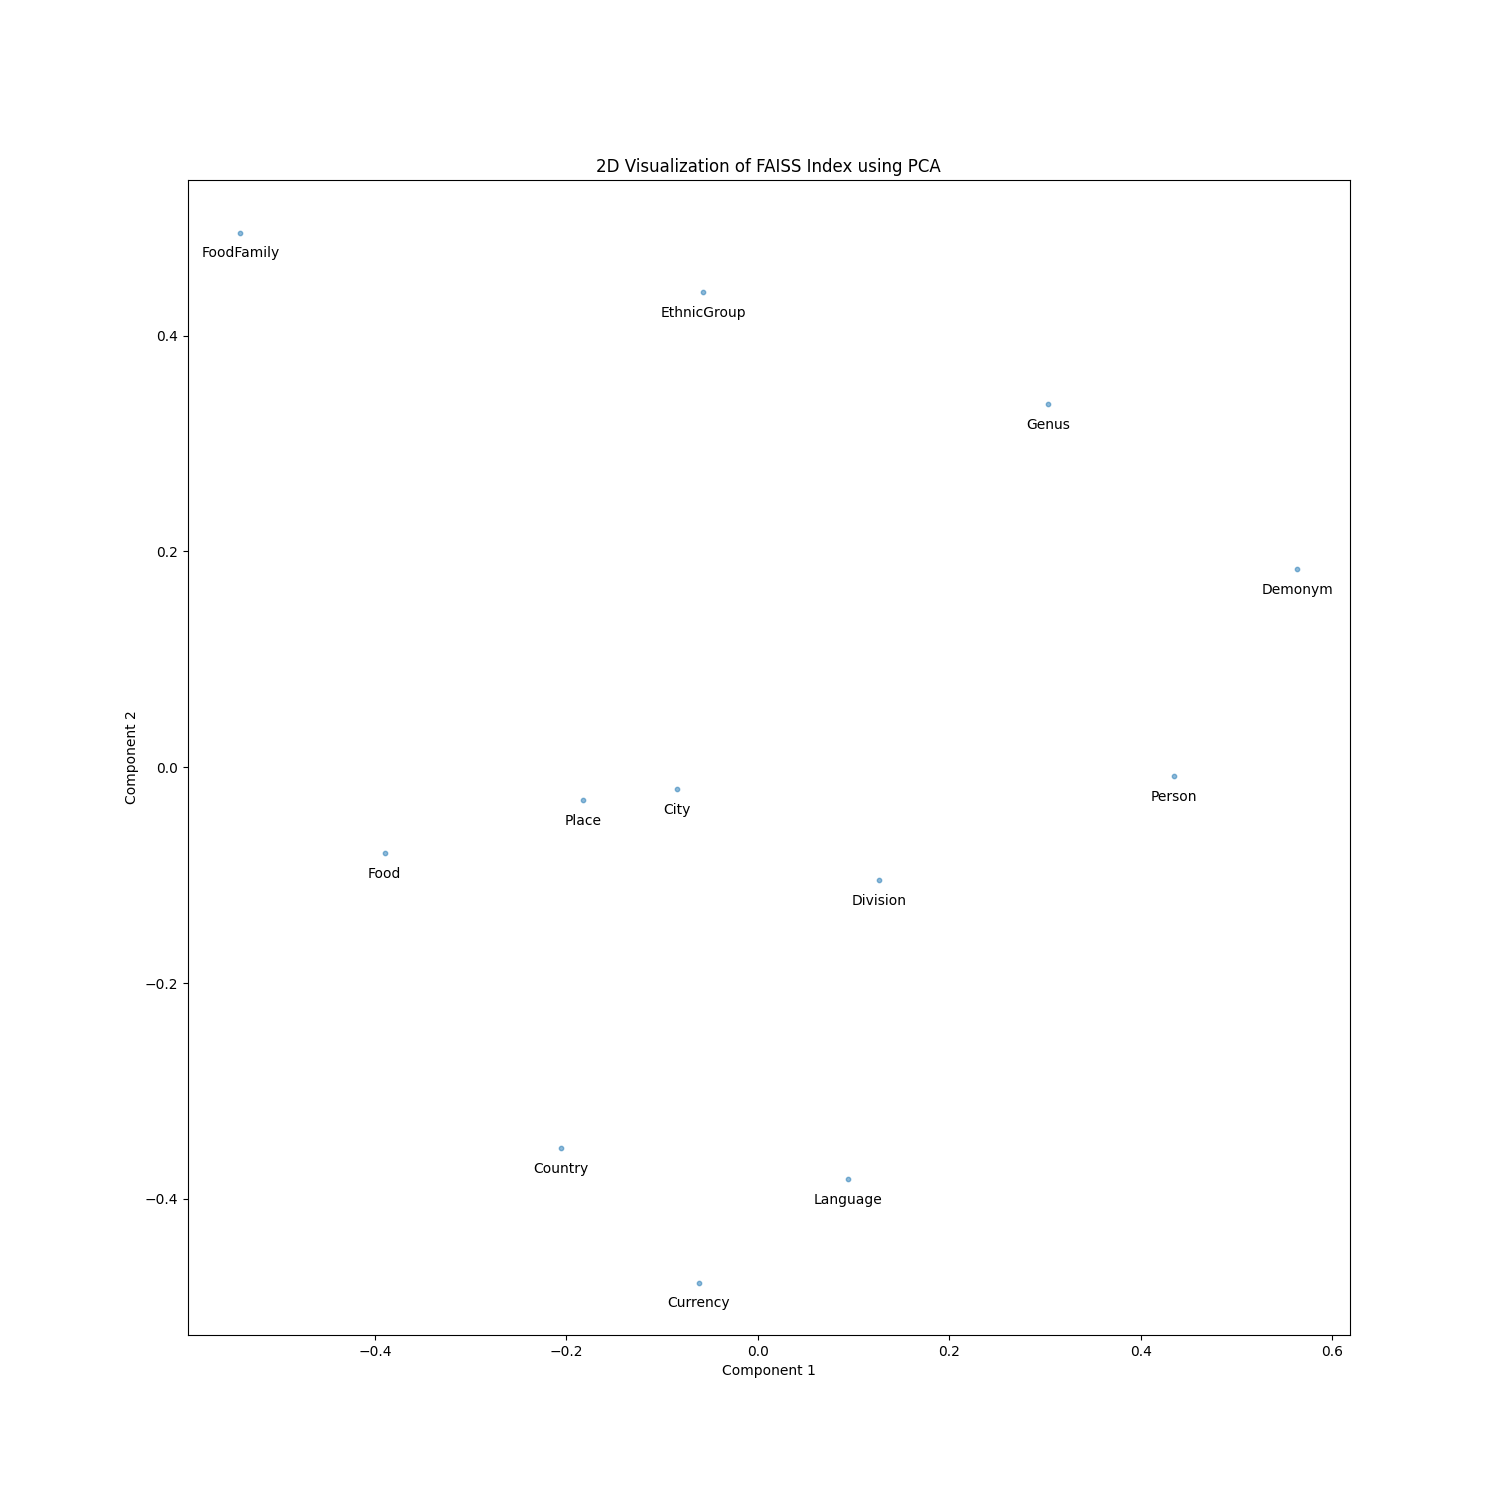 2D Visualization of FAISS Index using PCA
FoodFamily
EthnicGroup
0.4
Genus
0.2
Demonym
Component 2
0.0
Person
City
Place
Food
Division
−0.2
Country
−0.4
Language
Currency
−0.4 −0.2 0.0 0.2 0.4 0.6
Component 1